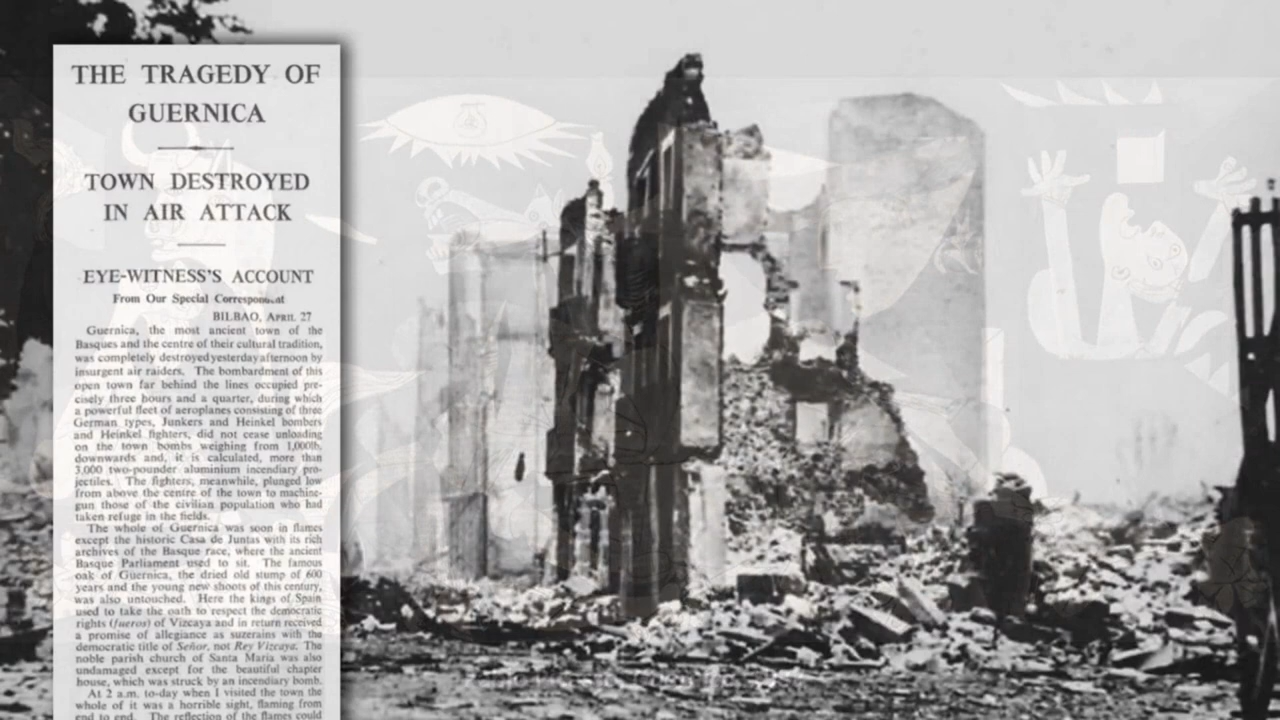 THE TRAGEDY OF
GUERNICA
TOWN DESTROYED
IN AIR ATTACK
EYE-WITNESS'S ACCOUNT
From Our Special Correspondent
BILBAO, APRIL 27
Guernica, the most ancient town of the
Basques and the centre of their cultural tradition,
was completely destroyed yesterday afternoon by
insurgent air raiders. The bombardment of this
open town far behind the lines occupied pre-
cisely three hours and a quarter, during which
a powerful fleet of aeroplanes consisting of three
German types, Junkers and Heinkel bombers
and Heinkel fighters, did not cease unloading
on the town bombs weighing from 1,000lb.
downwards and, it is calculated, more than
3,000 two-pounder aluminium incendiary pro-
jectiles. The fighters, meanwhile, plunged low
from above the centre of the town to machine-
gun those of the civilian population who had
taken refuge in the fields.
The whole of Guernica was soon in flames
except the historic Casa de Juntas with its rich
archives of the Basque race, where the ancient
Basque Parliament used to sit. The famous
oak of Guernica, the dried old stump of 600
years and the young new shoots of this century,
was also untouched. Here the kings of Spain
used to take the oath to respect the democratic
rights (fueros) of Vizcaya and in return received
a promise of allegiance as suzerains with the
democratic title of Señor, not Rey Vizcaya. The
noble parish church of Santa Maria was also
undamaged except for the beautiful chapter
house, which was struck by an incendiary bomb.
At 2 a.m. to-day when I visited the town the
whole of it was a horrible sight, flaming from
end to end. The reflection of the flames could